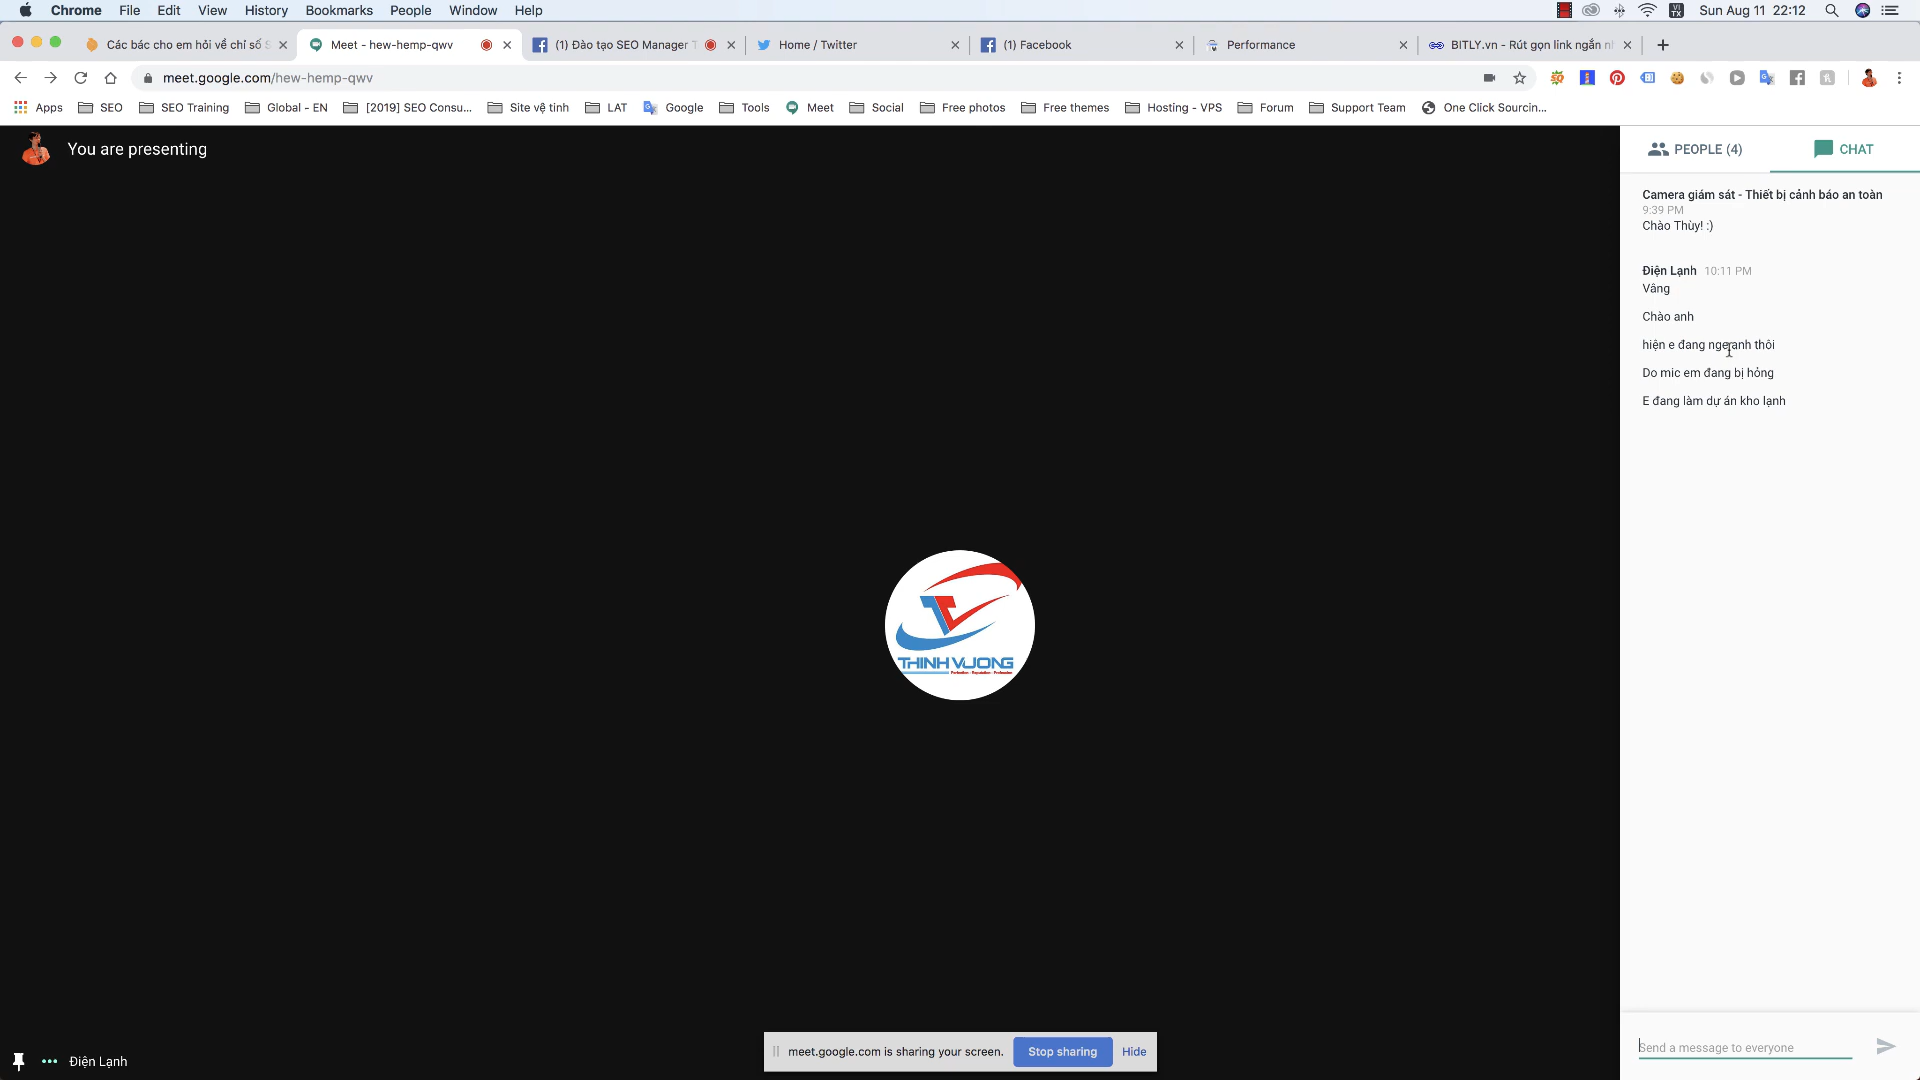 Chrome File Edit View History Bookmarks People Window Help
VI
TX
Sun Aug 11 22:12
Các bác cho em hỏi về chỉ số S
Meet - hew-hemp-qwv
(1) Đào tạo SEO Manager T
Home / Twitter
(1) Facebook
Performance
BITLY.vn - Rút gọn link ngắn nh
meet.google.com/hew-hemp-qwv
Apps SEO SEO Training Global - EN [2019] SEO Consu... Site vệ tinh LAT Google Tools Meet Social Free photos Free themes Hosting - VPS Forum Support Team One Click Sourcin...
You are presenting
PEOPLE (4) CHAT
Camera giám sát - Thiết bị cảnh báo an toàn
9:39 PM
Chào Thùy! :)
Điện Lạnh 10:11 PM
Vâng
Chào anh
hiện e đang nge anh thôi
Do mic em đang bị hỏng
E đang làm dự án kho lạnh
THINH VUONG
meet.google.com is sharing your screen. Stop sharing Hide
Điện Lạnh
Send a message to everyone